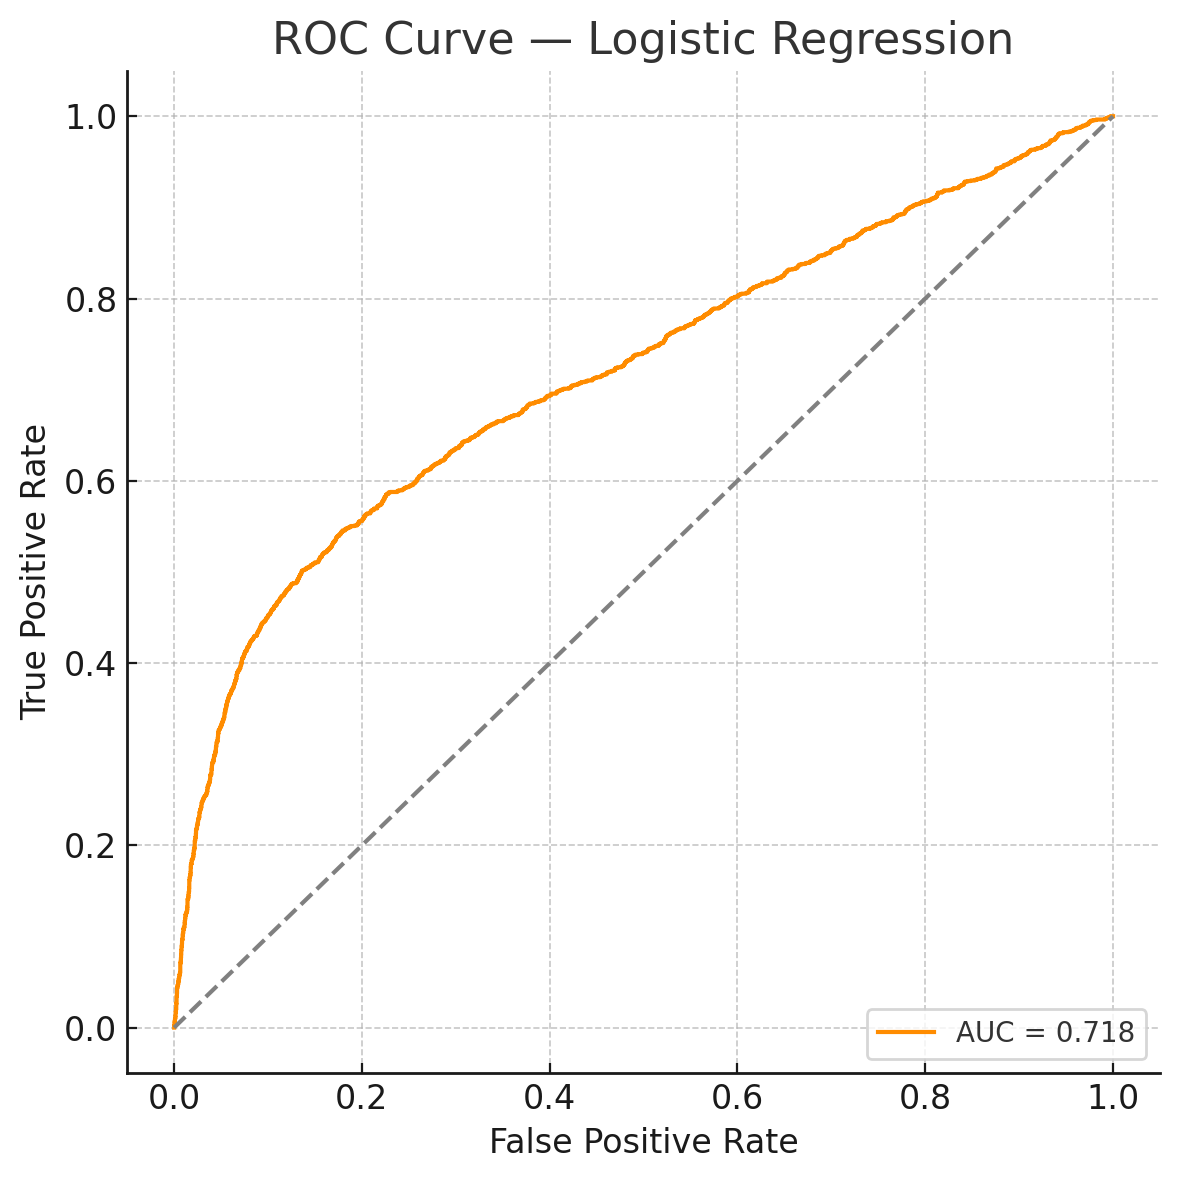 ROC Curve — Logistic Regression
1.0
0.8
0.6
0.4
0.2
0.0
True Positive Rate
0.0 0.2 0.4 0.6 0.8 1.0
False Positive Rate
AUC = 0.718